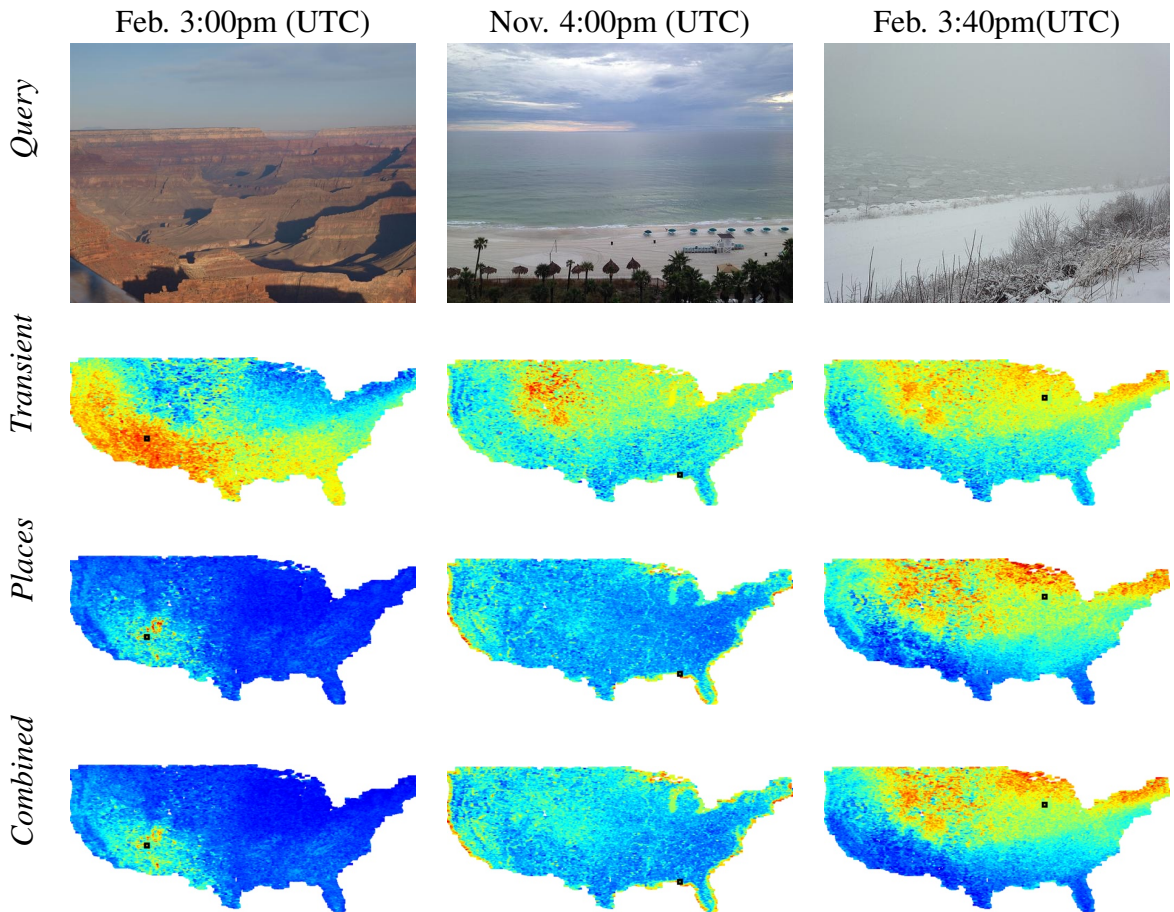 Feb. 3:00pm (UTC) Nov. 4:00pm (UTC) Feb. 3:40pm(UTC)
Query
Transient
Places
Combined